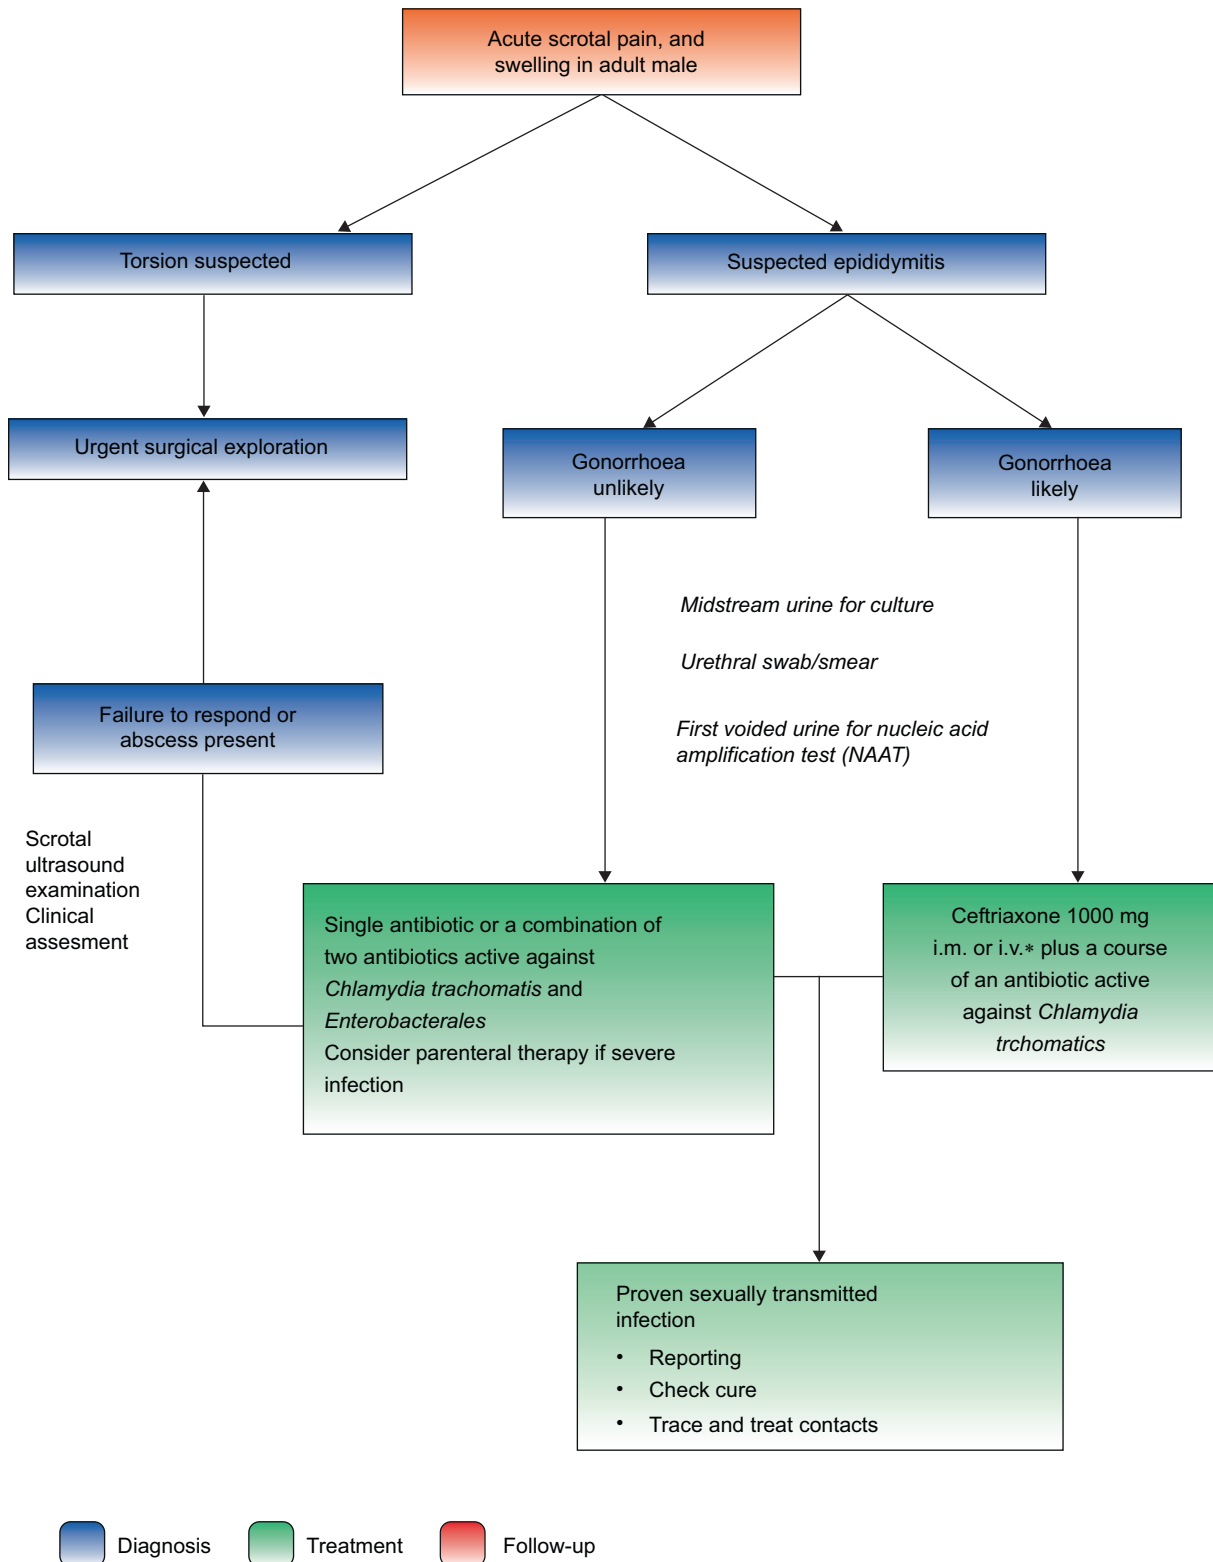 Acute scrotal pain, and
swelling in adult male
Torsion suspected
Suspected epididymitis
Urgent surgical exploration
Gonorrhoea
unlikely
Gonorrhoea
likely
Midstream urine for culture
Urethral swab/smear
First voided urine for nucleic acid
amplification test (NAAT)
Failure to respond or
abscess present
Scrotal
ultrasound
examination
Clinical
assesment
Single antibiotic or a combination of
two antibiotics active against
Chlamydia trachomatis and
Enterobacterales
Consider parenteral therapy if severe
infection
Ceftriaxone 1000 mg
i.m. or i.v.* plus a course
of an antibiotic active
against Chlamydia
trchomatics
Proven sexually transmitted
infection
• Reporting
• Check cure
• Trace and treat contacts
Diagnosis
Treatment
Follow-up